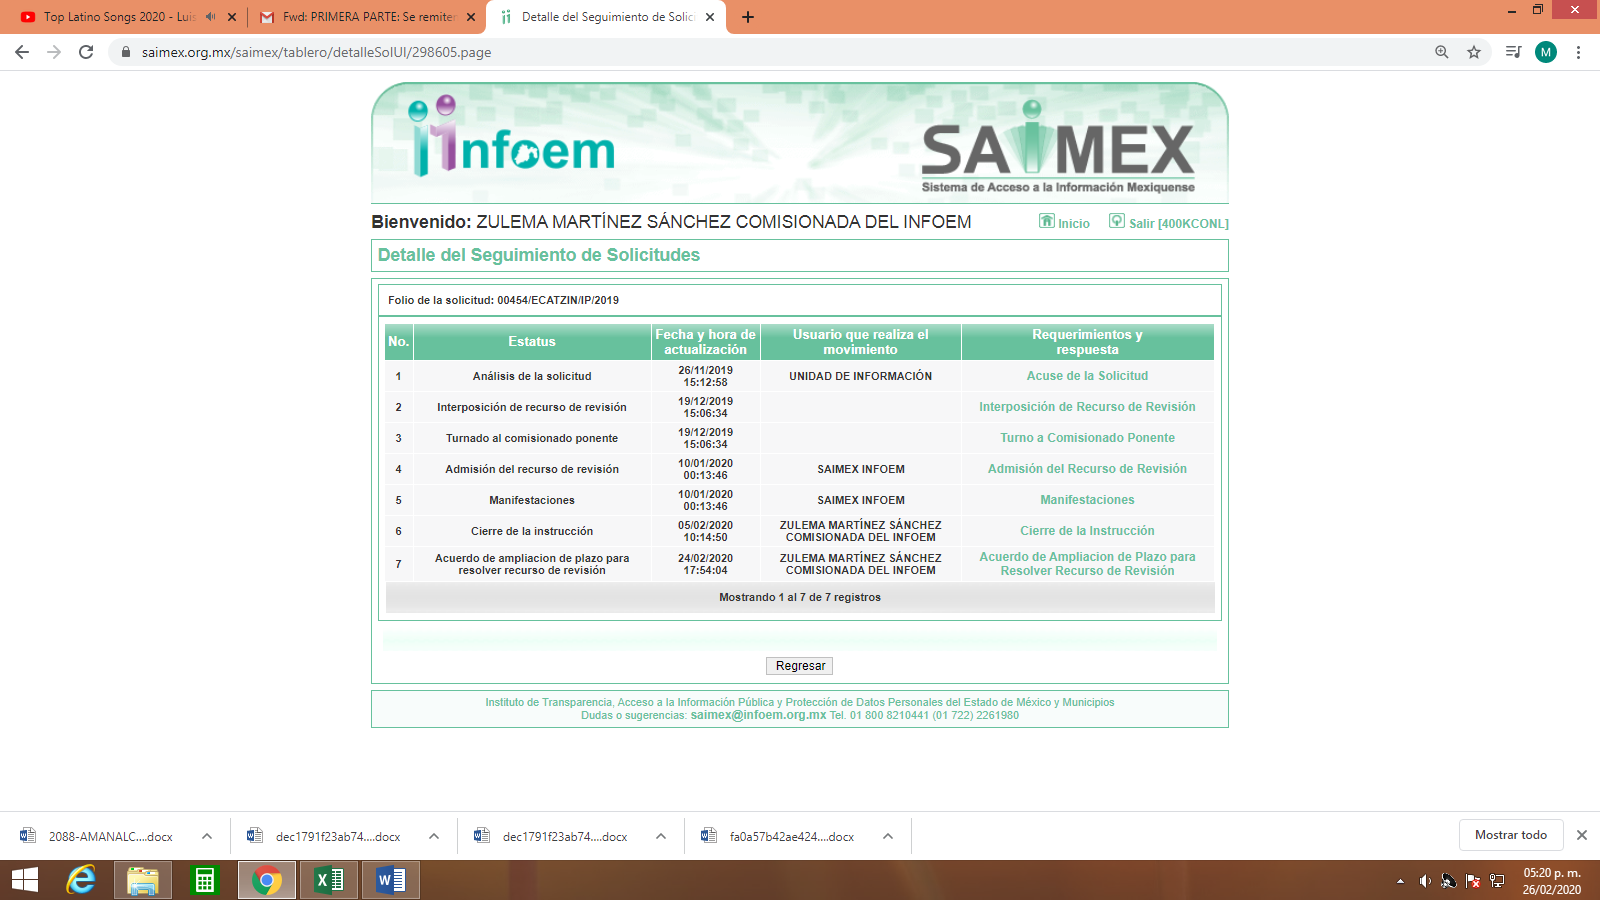 Top Latino Songs 2020 - Luis
Fwd: PRIMERA PARTE: Se remiten
Detalle del Seguimiento de Solici
saimex.org.mx/saimex/tablero/detalleSolUI/298605.page
M
infoem
SAIMEX
Sistema de Acceso a la Información Mexiquense
Bienvenido: ZULEMA MARTÍNEZ SÁNCHEZ COMISIONADA DEL INFOEM
Inicio
Salir [400KCONL]
Detalle del Seguimiento de Solicitudes
Folio de la solicitud: 00454/ECATZIN/IP/2019
No. Estatus Fecha y hora de actualización Usuario que realiza el movimiento Requerimientos y respuesta
1 Análisis de la solicitud 26/11/2019 15:12:58 UNIDAD DE INFORMACIÓN Acuse de la Solicitud
2 Interposición de recurso de revisión 19/12/2019 15:06:34 Interposición de Recurso de Revisión
3 Turnado al comisionado ponente 19/12/2019 15:06:34 Turno a Comisionado Ponente
4 Admisión del recurso de revisión 10/01/2020 00:13:46 SAIMEX INFOEM Admisión del Recurso de Revisión
5 Manifestaciones 10/01/2020 00:13:46 SAIMEX INFOEM Manifestaciones
6 Cierre de la instrucción 05/02/2020 10:14:50 ZULEMA MARTÍNEZ SÁNCHEZ COMISIONADA DEL INFOEM Cierre de la Instrucción
7 Acuerdo de ampliacion de plazo para resolver recurso de revisión 24/02/2020 17:54:04 ZULEMA MARTÍNEZ SÁNCHEZ COMISIONADA DEL INFOEM Acuerdo de Ampliacion de Plazo para Resolver Recurso de Revisión
Mostrando 1 al 7 de 7 registros
Regresar
Instituto de Transparencia, Acceso a la Información Pública y Protección de Datos Personales del Estado de México y Municipios
Dudas o sugerencias: saimex@infoem.org.mx Tel. 01 800 8210441 (01 722) 2261980
2088-AMANALC....docx
dec1791f23ab74....docx
dec1791f23ab74....docx
fa0a57b42ae424....docx
Mostrar todo
05:20 p. m.
26/02/2020